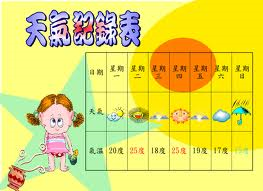 天氣記錄表
日期 星期一 星期二 星期三 星期四 星期五 星期六 星期日
天氣
氣溫 20度 25度 18度 25度 19度 17度